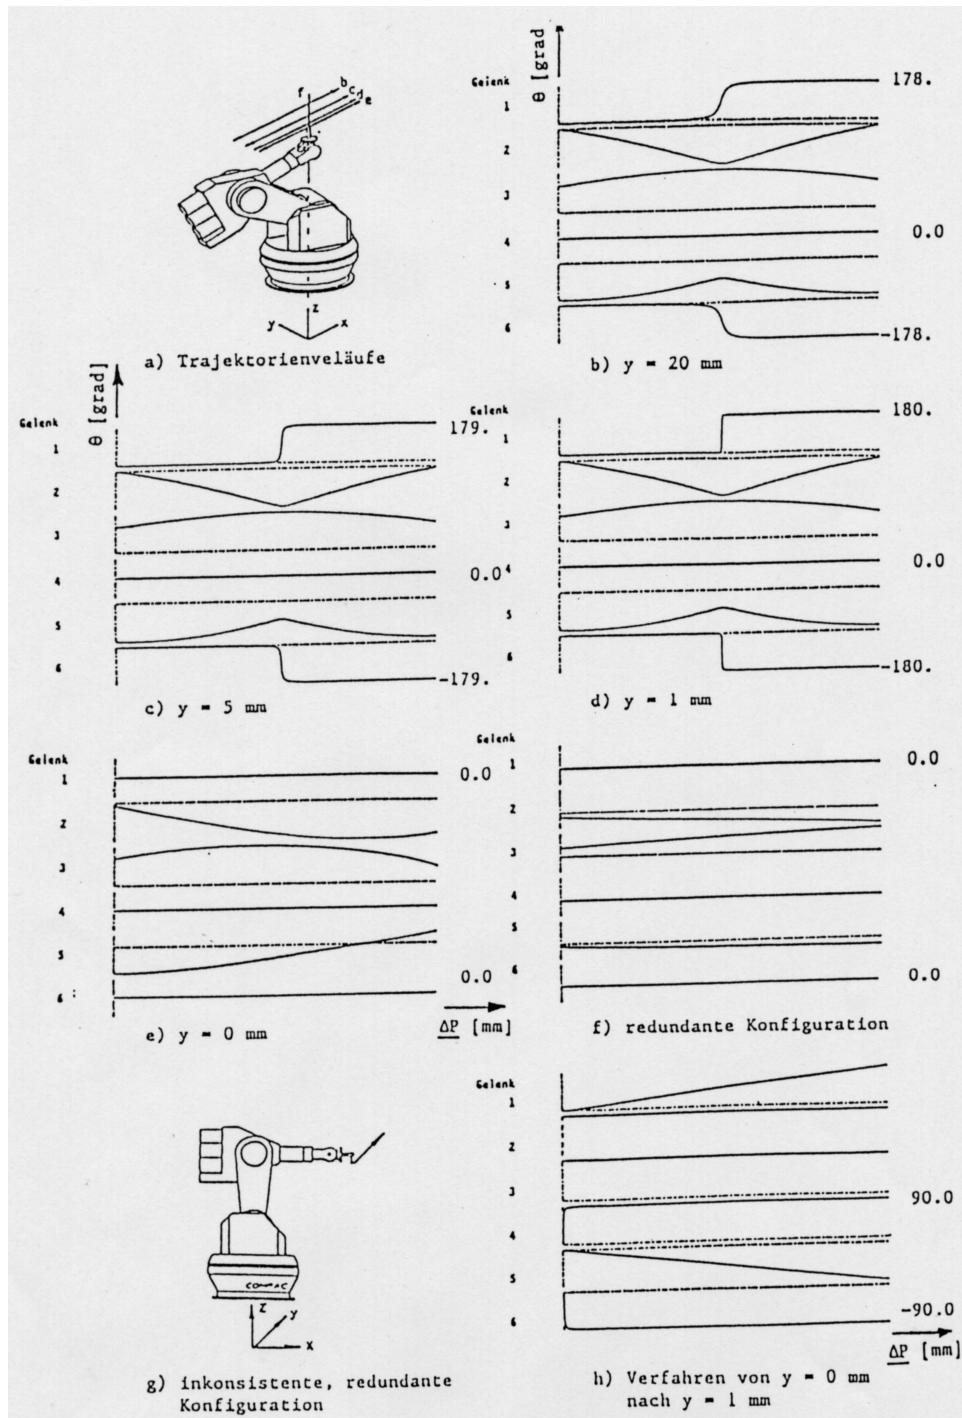 f
b
c
d
e
z
y
x
a) Trajektorienveläufe
θ [grad
Gelenk
1
2
3
4
5
6
178.
0.0
-178.
b) y = 20 mm
θ [grad]
Gelenk
1
2
3
4
5
6
179.
0.0
-179.
c) y = 5 mm
Gelenk
1
2
3
4
5
6
180.
0.0
-180.
d) y = 1 mm
Gelenk
1
2
3
4
5
6
0.0
0.0
e) y = 0 mm
ΔP [mm]
Gelenk
1
2
3
4
5
6
0.0
0.0
f) redundante Konfiguration
z
y
x
g) inkonsistente, redundante
Konfiguration
Gelenk
1
2
3
4
5
6
90.0
-90.0
ΔP [mm]
h) Verfahren von y = 0 mm
nach y = 1 mm